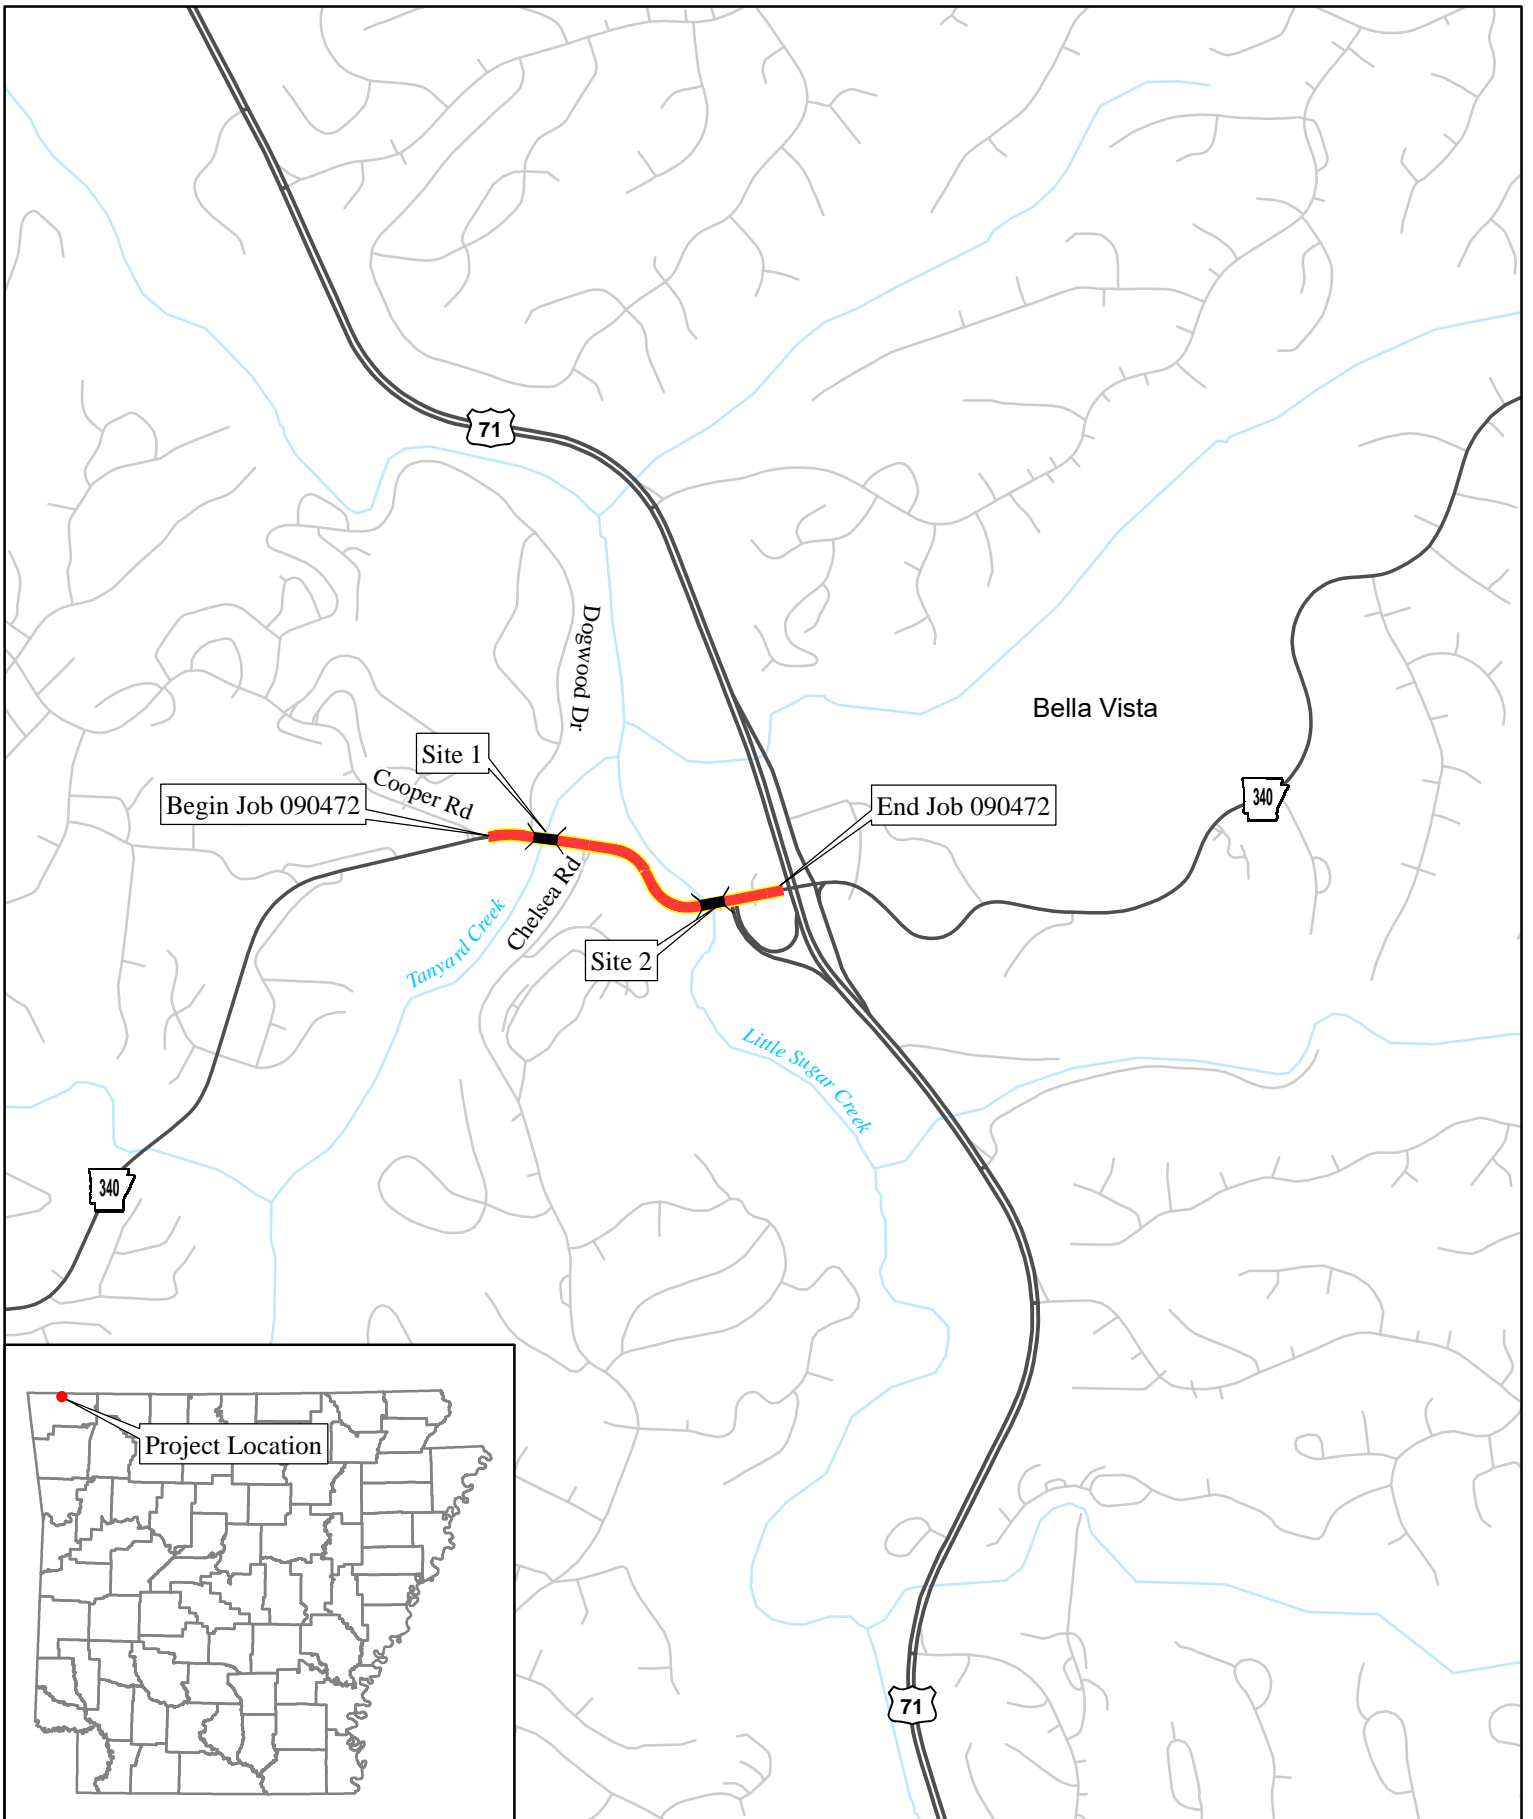 71
Dogwood Dr
Bella Vista
Site 1
Cooper Rd
Begin Job 090472
End Job 090472
340
Chelsea Rd
Tanyard Creek
Site 2
Little Sugar Creek
340
Project Location
71